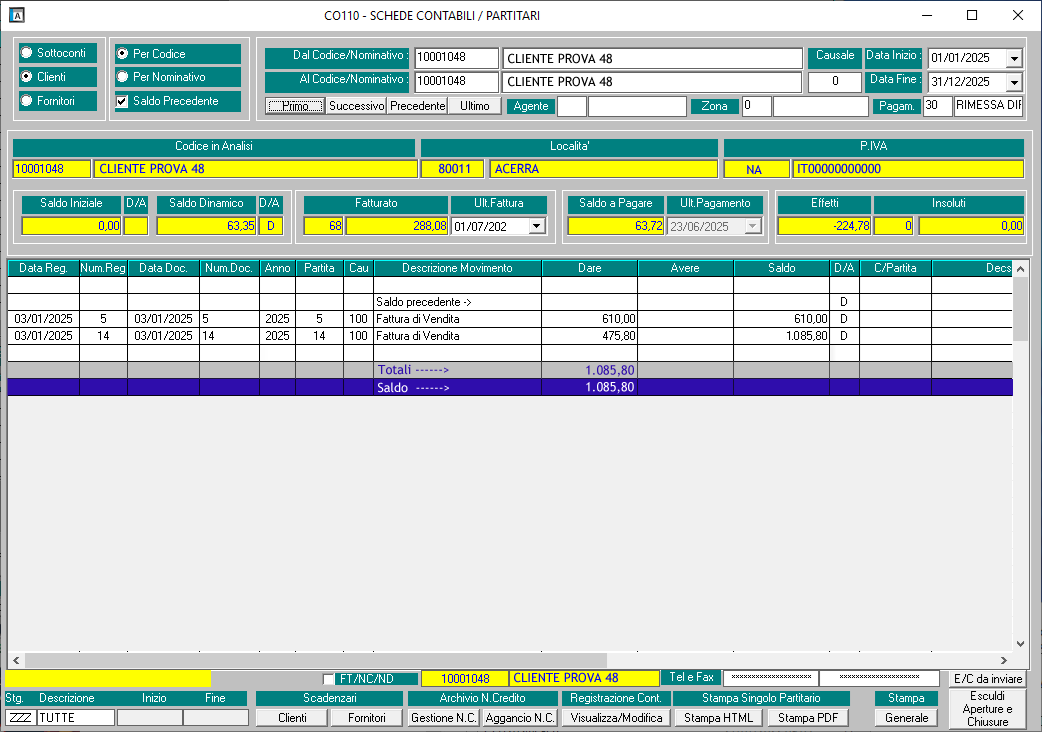 CO110 - SCHEDE CONTABILI / PARTITARI
Sottoconti
Clienti
Fornitori
Per Codice
Per Nominativo
Saldo Precedente
Dal Codice/Nominativo : 10001048 CLIENTE PROVA 48
Al Codice/Nominativo : 10001048 CLIENTE PROVA 48
Primo Successivo Precedente Ultimo Agente Zona 0
Causale
0
Data Inizio : 01/01/2025
Data Fine : 31/12/2025
Pagam. 30 RIMESSA DIF
Codice in Analisi Localita' P.IVA
10001048 CLIENTE PROVA 48 80011 ACERRA NA IT00000000000
Saldo Iniziale D/A Saldo Dinamico D/A Fatturato Ult.Fattura Saldo a Pagare Ult.Pagamento Effetti Insoluti
0,00 63,35 D 68 288,08 01/07/202 63,72 23/06/2025 -224,78 0 0,00
Data Reg. Num.Reg Data Doc. Num.Doc. Anno Partita Cau Descrizione Movimento Dare Avere Saldo D/A C/Partita Decs
Saldo precedente -> D
03/01/2025 5 03/01/2025 5 2025 5 100 Fattura di Vendita 610,00 610,00 D
03/01/2025 14 03/01/2025 14 2025 14 100 Fattura di Vendita 475,80 1.085,80 D
Totali ------> 1.085,80
Saldo ------> 1.085,80
FT/NC/ND 10001048 CLIENTE PROVA 48 Tel e Fax E/C da inviare
Stg. Descrizione Inizio Fine Scadenzari Archivio N.Credito Registrazione Cont. Stampa Singolo Partitario Stampa
ZZZ TUTTE Clienti Fornitori Gestione N.C. Aggancio N.C. Visualizza/Modifica Stampa HTML Stampa PDF Generale
Escludi
Aperture e
Chiusure